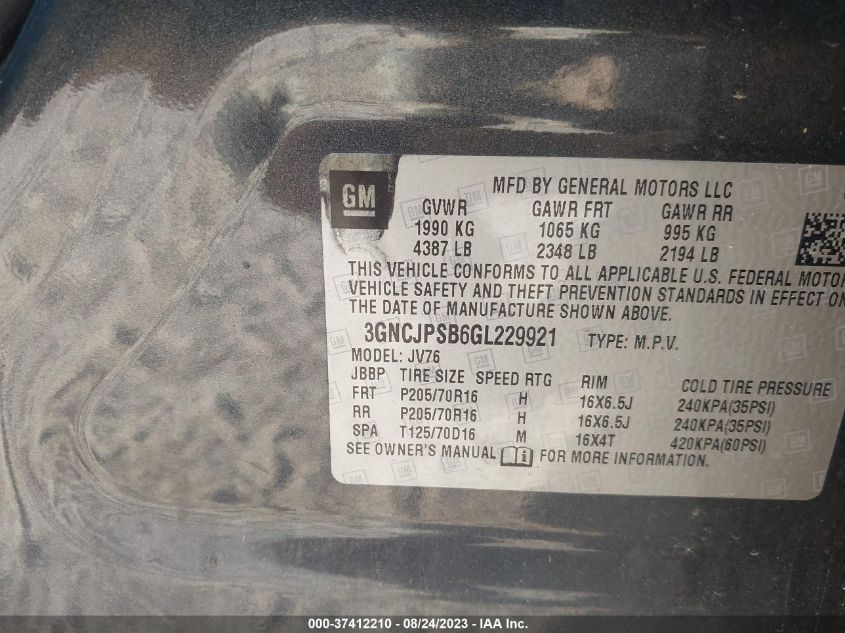 GM
MFD BY GENERAL MOTORS LLC
GVWR GAWR FRT GAWR RR
1990 KG 1065 KG 995 KG
4387 LB 2348 LB 2194 LB
THIS VEHICLE CONFORMS TO ALL APPLICABLE U.S. FEDERAL MOTOR
VEHICLE SAFETY AND THEFT PREVENTION STANDARDS IN EFFECT ON
THE DATE OF MANUFACTURE SHOWN ABOVE.
3GNCJPSB6GL229921 TYPE: M.P.V.
MODEL: JV76
JBBP TIRE SIZE SPEED RTG RIM COLD TIRE PRESSURE
FRT P205/70R16 H 16X6.5J 240KPA(35PSI)
RR P205/70R16 H 16X6.5J 240KPA(35PSI)
SPA T125/70D16 M 16X4T 420KPA(60PSI)
SEE OWNER'S MANUAL i FOR MORE INFORMATION.
000-37412210 - 08/24/2023 - IAA Inc.